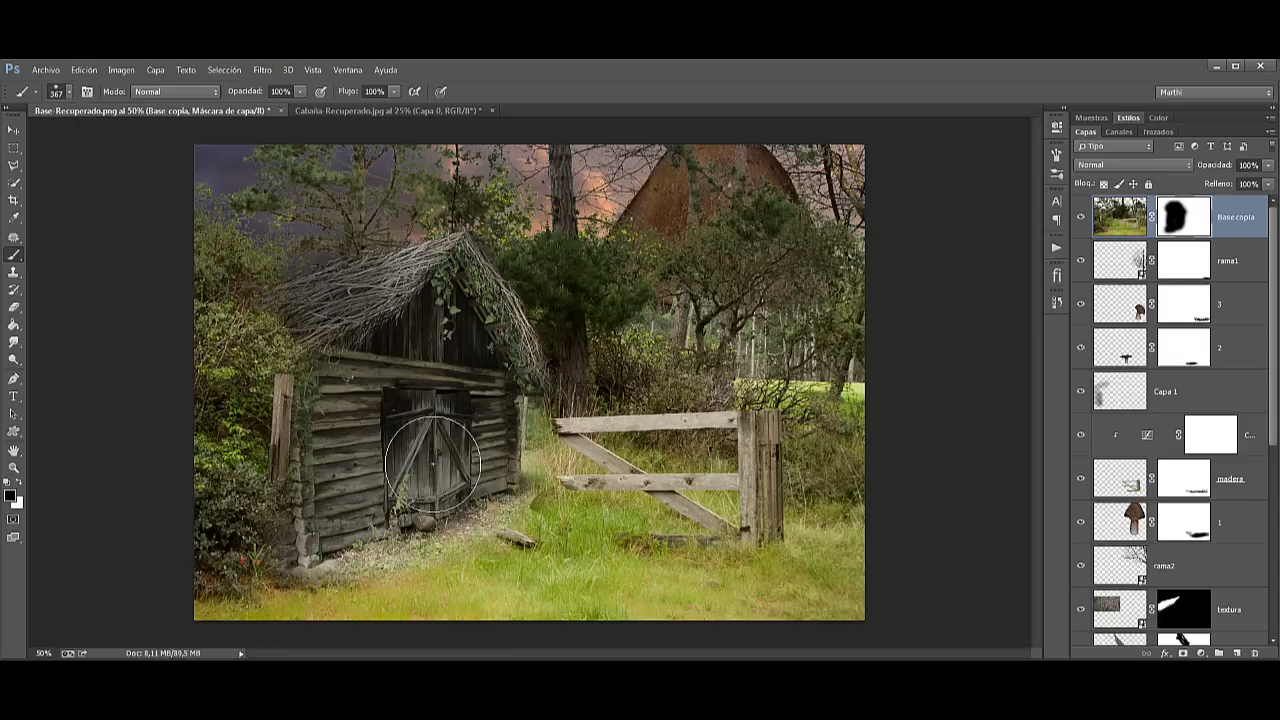 Ps Archivo Edición Imagen Capa Texto Selección Filtro 3D Vista Ventana Ayuda
367 Modo: Normal Opacidad: 100% Flujo: 100% Marthi
Base-Recuperado.png al 50% (Base copia, Máscara de capa/8) * × Cabaña-Recuperado.jpg al 25% (Capa 0, RGB/8*) * ×
Muestras Estilos Color
Capas Canales Trazados
Tipo
Normal Opacidad: 100%
Bloq.: Relleno: 100%
Base copia
rama1
3
2
Capa 1
C...
madera
1
rama2
textura
50% Doc: 8,11 MB/89,5 MB